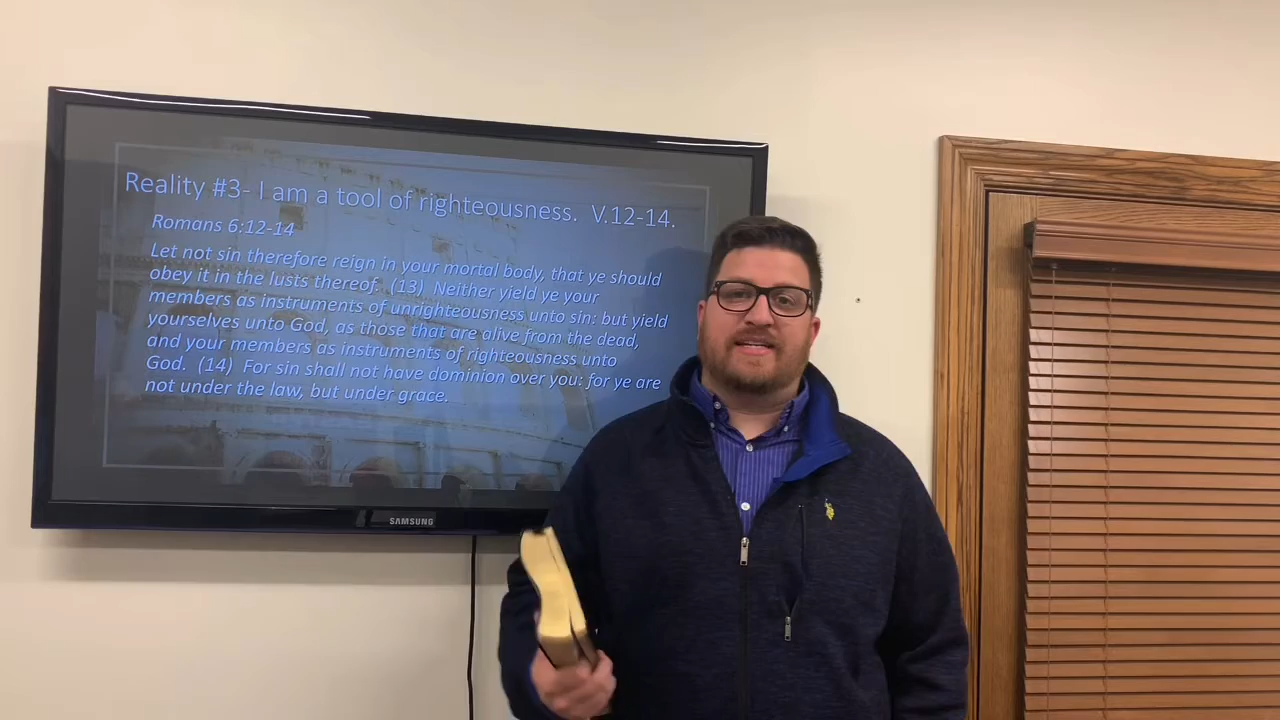 Reality #3- I am a tool of righteousness. V.12-14.
Romans 6:12-14
Let not sin therefore reign in your mortal body, that ye should
obey it in the lusts thereof. (13) Neither yield ye your
members as instruments of unrighteousness unto sin: but yield
yourselves unto God, as those that are alive from the dead,
and your members as instruments of righteousness unto
God. (14) For sin shall not have dominion over you: for ye are
not under the law, but under grace.
SAMSUNG